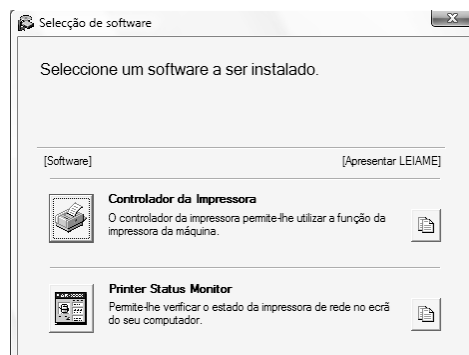 Selecção de software
Seleccione um software a ser instalado.
[Software] [Apresentar LEIAME]
Controlador da Impressora
O controlador da impressora permite-lhe utilizar a função da
impressora da máquina.
Printer Status Monitor
Permite-lhe verificar o estado da impressora de rede no ecrã
do seu computador.